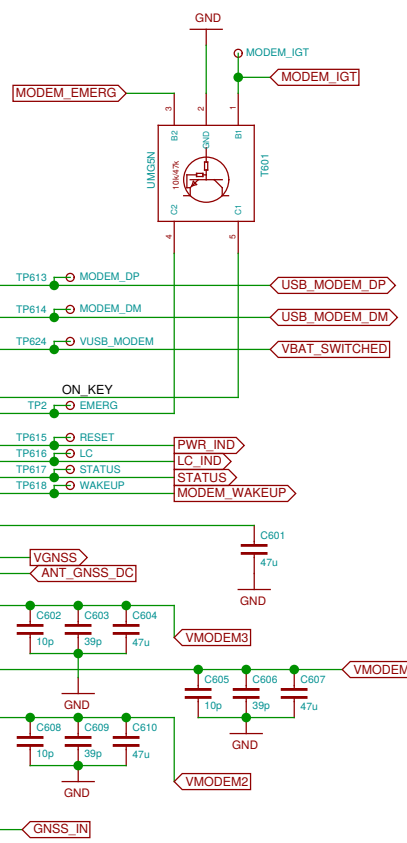 GND
MODEM_IGT
MODEM_IGT
MODEM_EMERG
3
2
1
B2
GND
B1
UMG5N
10k/47k
T601
C2
C1
4
5
TP613 MODEM_DP
USB_MODEM_DP
TP614 MODEM_DM
USB_MODEM_DM
TP624 VUSB_MODEM
VBAT_SWITCHED
ON_KEY
TP2 EMERG
TP615 RESET
PWR_IND
TP616 LC
LC_IND
TP617 STATUS
STATUS
TP618 WAKEUP
MODEM_WAKEUP
C601
47u
GND
VGNSS
ANT_GNSS_DC
C602 C603 C604
10p 39p 47u
VMODEM3
GND
VMODEM
C605 C606 C607
10p 39p 47u
GND
C608 C609 C610
10p 39p 47u
VMODEM2
GND
GNSS_IN